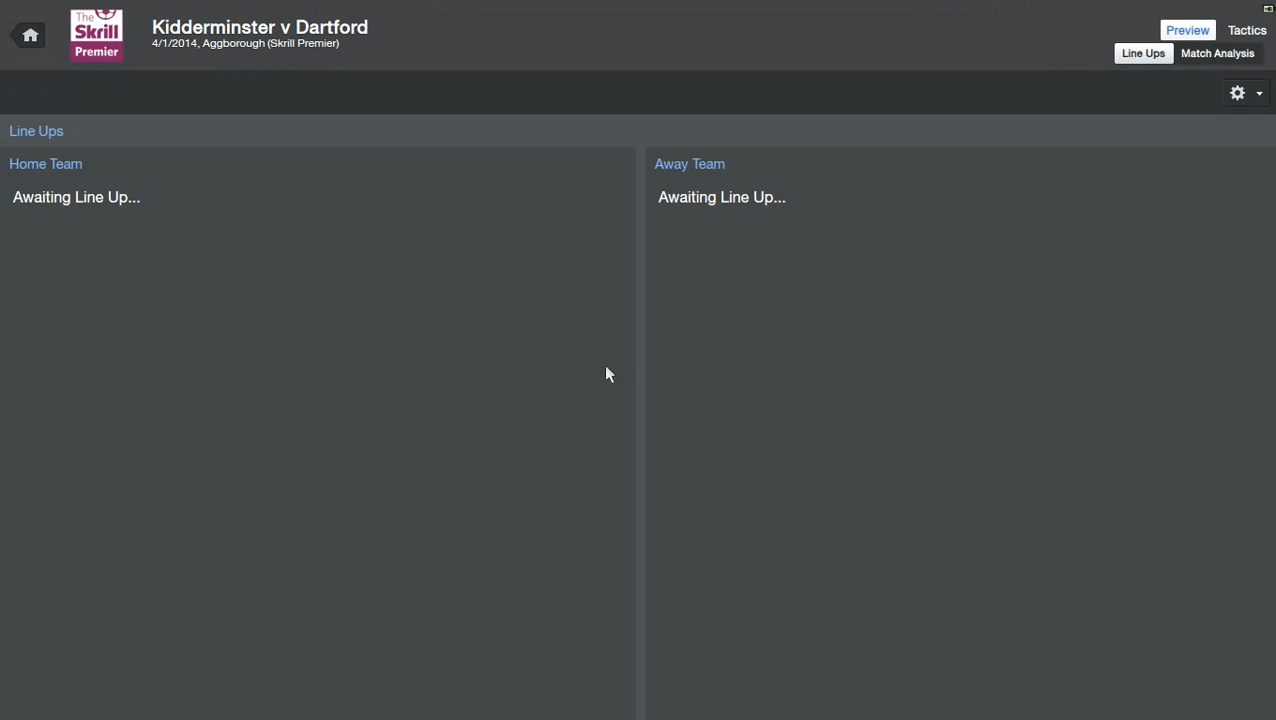 The
Skrill
Premier
Kidderminster v Dartford
4/1/2014, Aggborough (Skrill Premier)
Preview
Tactics
Line Ups
Match Analysis
Line Ups
Home Team
Away Team
Awaiting Line Up...
Awaiting Line Up...